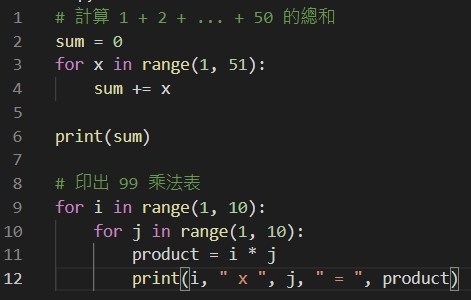 1 # 計算 1 + 2 + ... + 50 的總和
2 sum = 0
3 for x in range(1, 51):
4     sum += x
5
6 print(sum)
7
8 # 印出 99 乘法表
9 for i in range(1, 10):
10     for j in range(1, 10):
11         product = i * j
12         print(i, " x ", j, " = ", product)